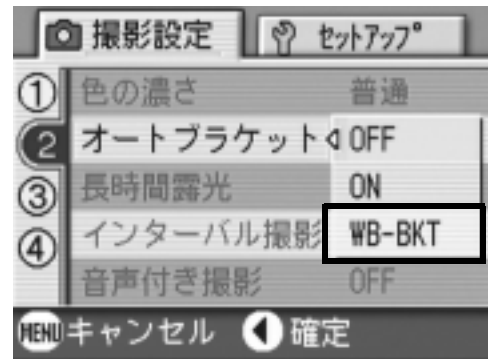 撮影設定 セットアップ
① 色の濃さ 普通
2 オートブラケット OFF
③ 長時間露光 ON
④ インターバル撮影 WB-BKT
音声付き撮影 OFF
MENU キャンセル 確定